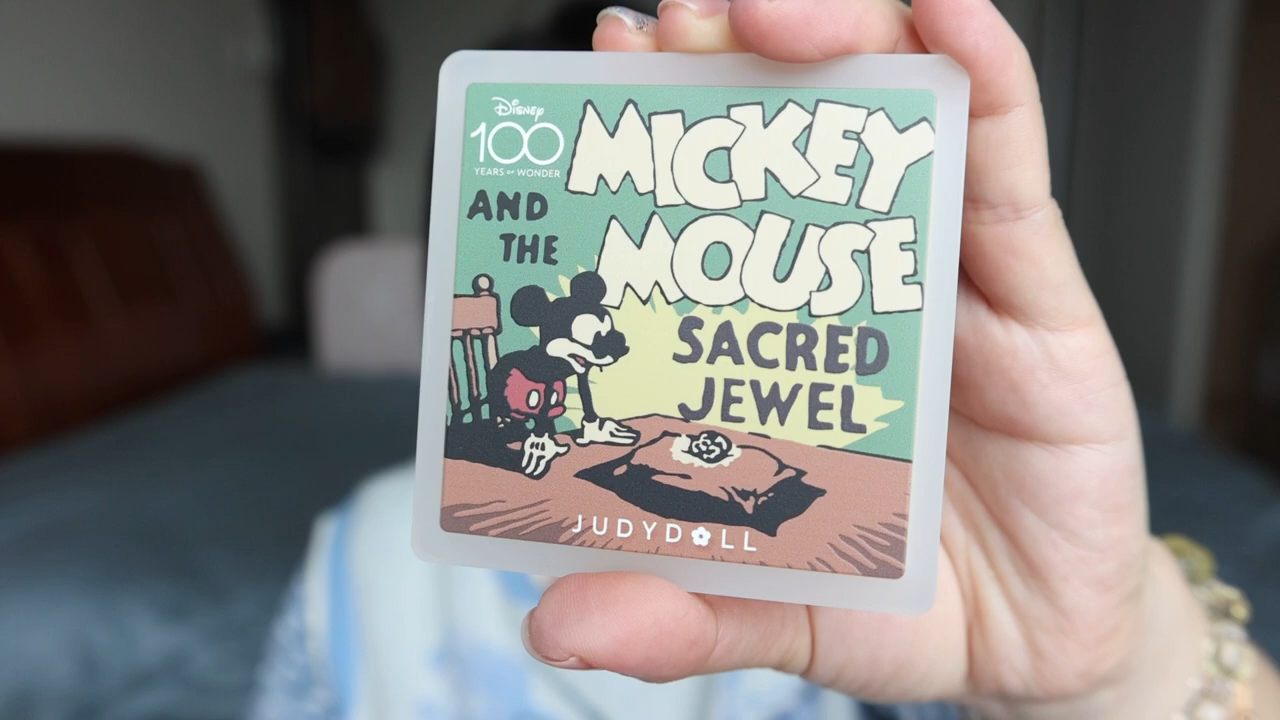 Disney
100
YEARS of WONDER
MICKEY
MOUSE
AND
THE
SACRED
JEWEL
JUDYDOLL